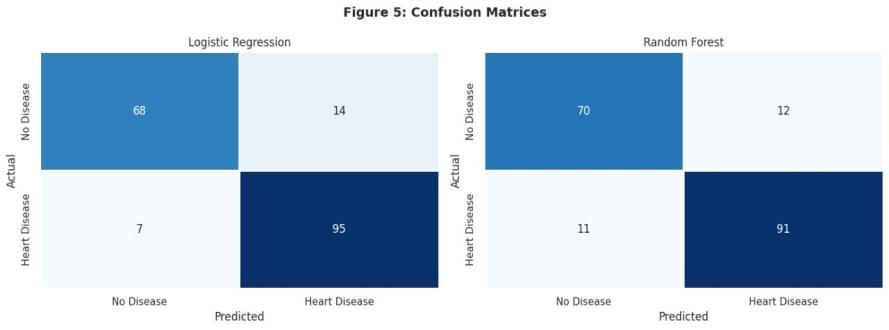 Figure 5: Confusion Matrices
Logistic Regression
Actual
No Disease
Heart Disease
68
14
7
95
No Disease
Heart Disease
Predicted
Random Forest
Actual
No Disease
Heart Disease
70
12
11
91
No Disease
Heart Disease
Predicted